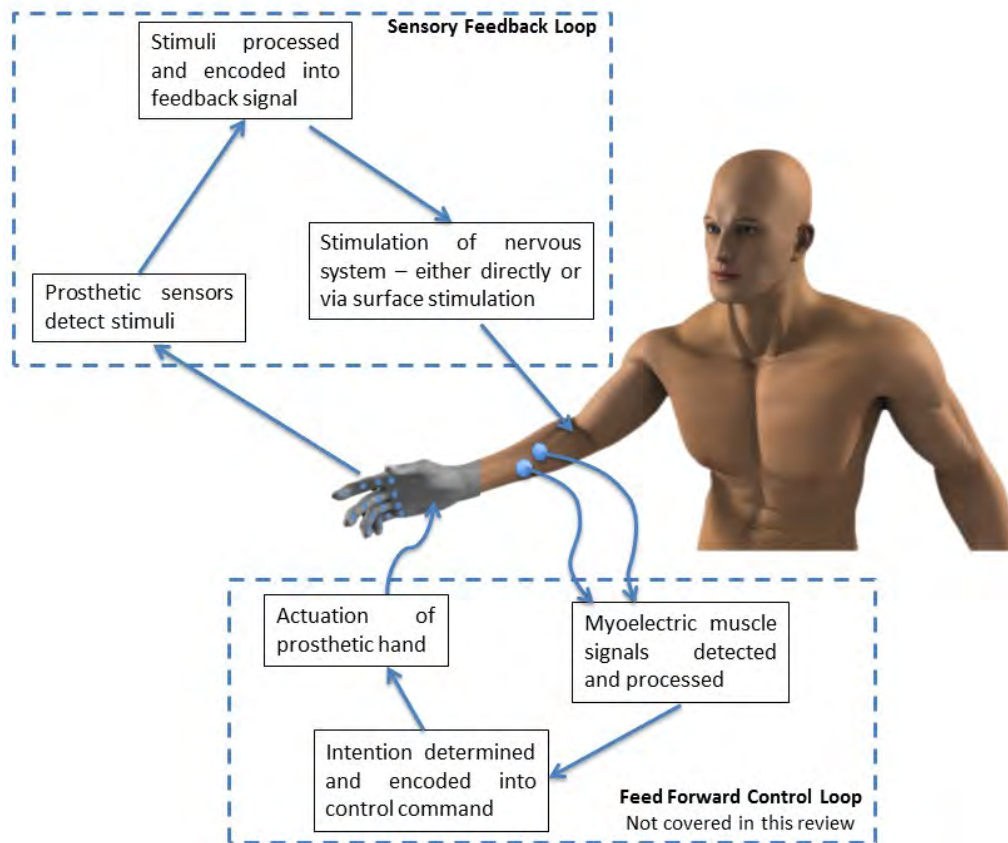 Sensory Feedback Loop
Stimuli processed
and encoded into
feedback signal
Stimulation of nervous
system – either directly or
via surface stimulation
Prosthetic sensors
detect stimuli
Actuation of
prosthetic hand
Myoelectric muscle
signals detected
and processed
Intention determined
and encoded into
control command
Feed Forward Control Loop
Not covered in this review